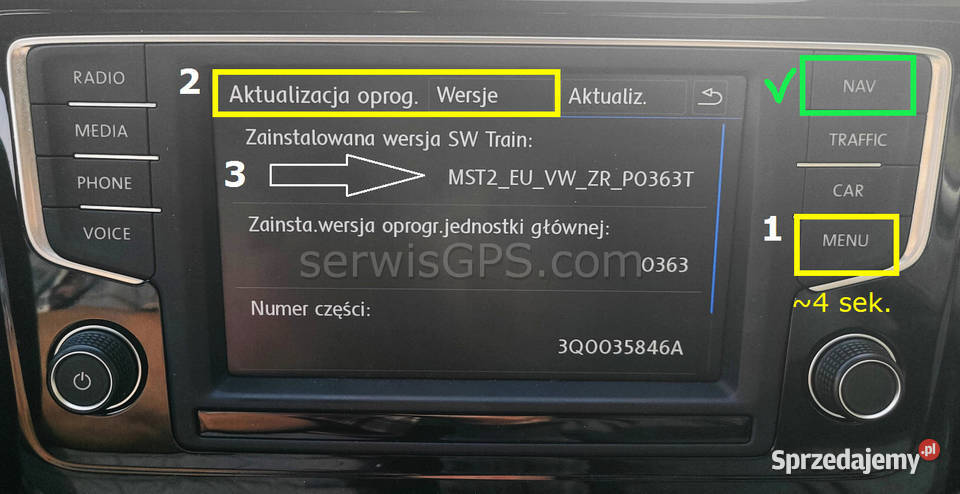 RADIO
MEDIA
PHONE
VOICE
2
Aktualizacja oprog. Wersje Aktualiz.
Zainstalowana wersja SW Train:
3
MST2_EU_VW_ZR_P0363T
Zainsta.wersja oprogr.jednostki głównej:
serwisGPS.com
0363
Numer części:
3Q0035846A
NAV
TRAFFIC
CAR
1
MENU
~4 sek.
Sprzedajemy.pl